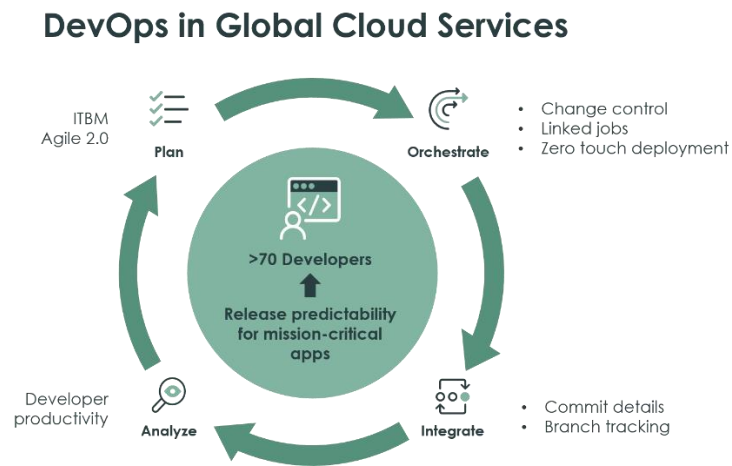 DevOps in Global Cloud Services
ITBM
Agile 2.0
Plan
Orchestrate
• Change control
• Linked jobs
• Zero touch deployment
</>
>70 Developers
Release predictability
for mission-critical
apps
Developer
productivity
Analyze
Integrate
• Commit details
• Branch tracking